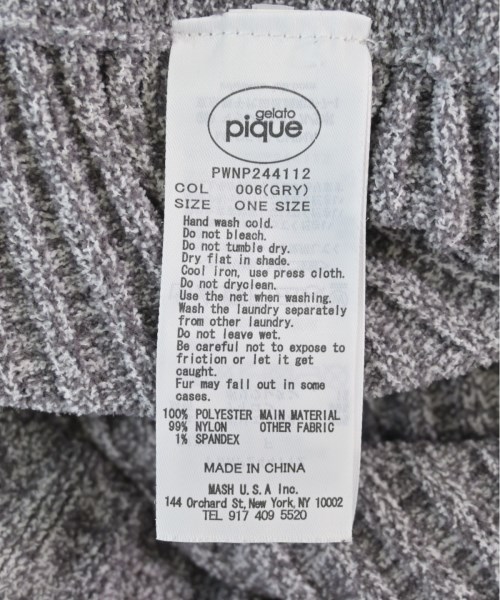 gelato
pique
PWNP244112
COL 006(GRY)
SIZE ONE SIZE
Hand wash cold.
Do not bleach.
Do not tumble dry.
Dry flat in shade.
Cool iron, use press cloth.
Do not dryclean.
Use the net when washing.
Wash the laundry separately
from other laundry.
Do not leave wet.
Be careful not to expose to
friction or let it get
caught.
Fur may fall out in some
cases.
100% POLYESTER MAIN MATERIAL
99% NYLON OTHER FABRIC
1% SPANDEX
MADE IN CHINA
MASH U.S.A Inc.
144 Orchard St, New York, NY 10002
TEL 917 409 5520